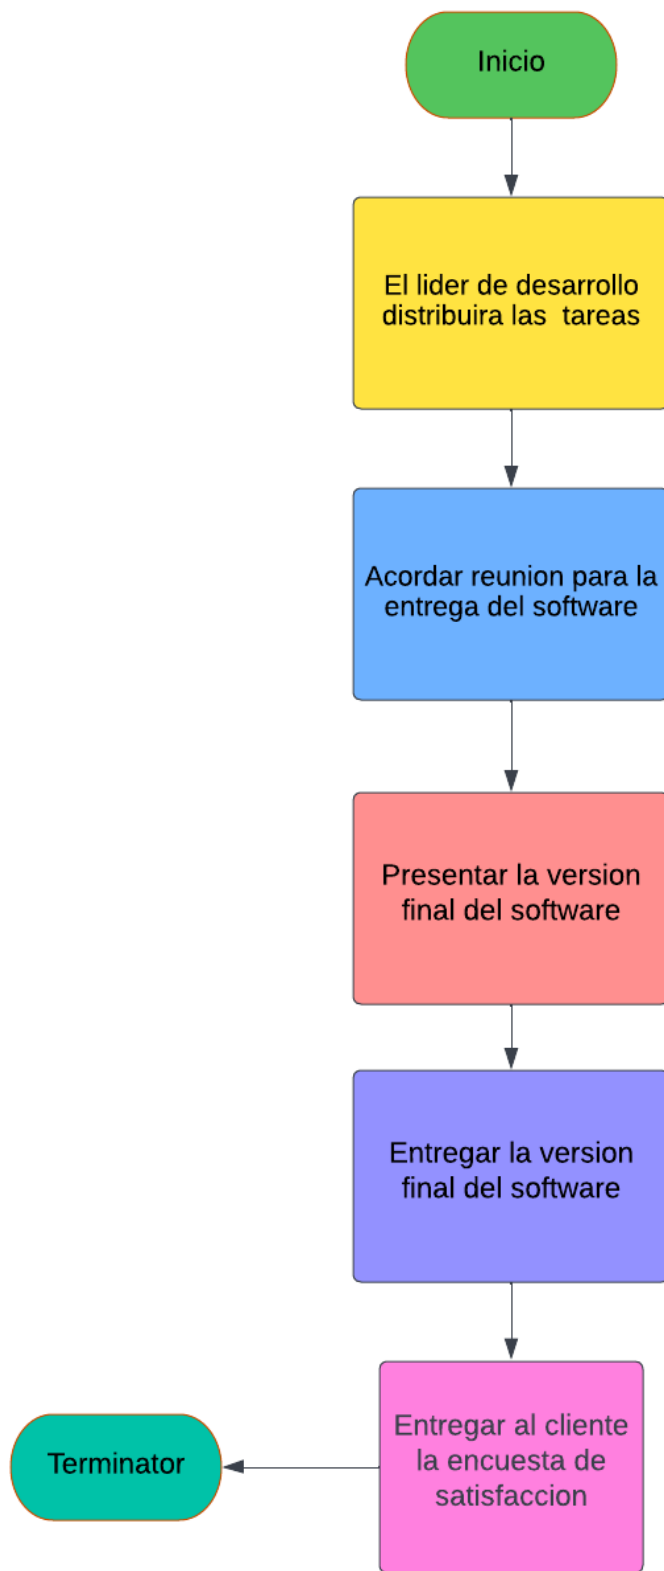 Inicio
El lider de desarrollo
distribuira las  tareas
Acordar reunion para la
entrega del software
Presentar la version
final del software
Entregar la version
final del software
Entregar al cliente
la encuesta de
satisfaccion
Terminator